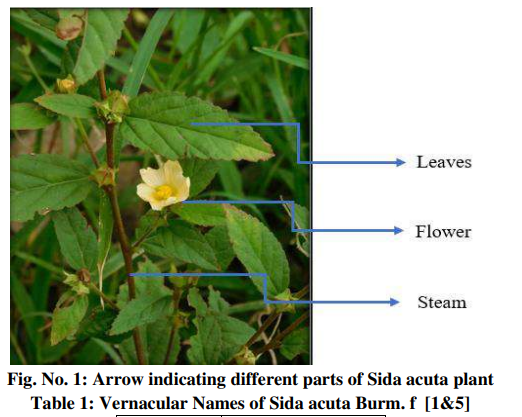 Leaves
Flower
Steam
Fig. No. 1: Arrow indicating different parts of Sida acuta plant
Table 1: Vernacular Names of Sida acuta Burm. f [1&5]